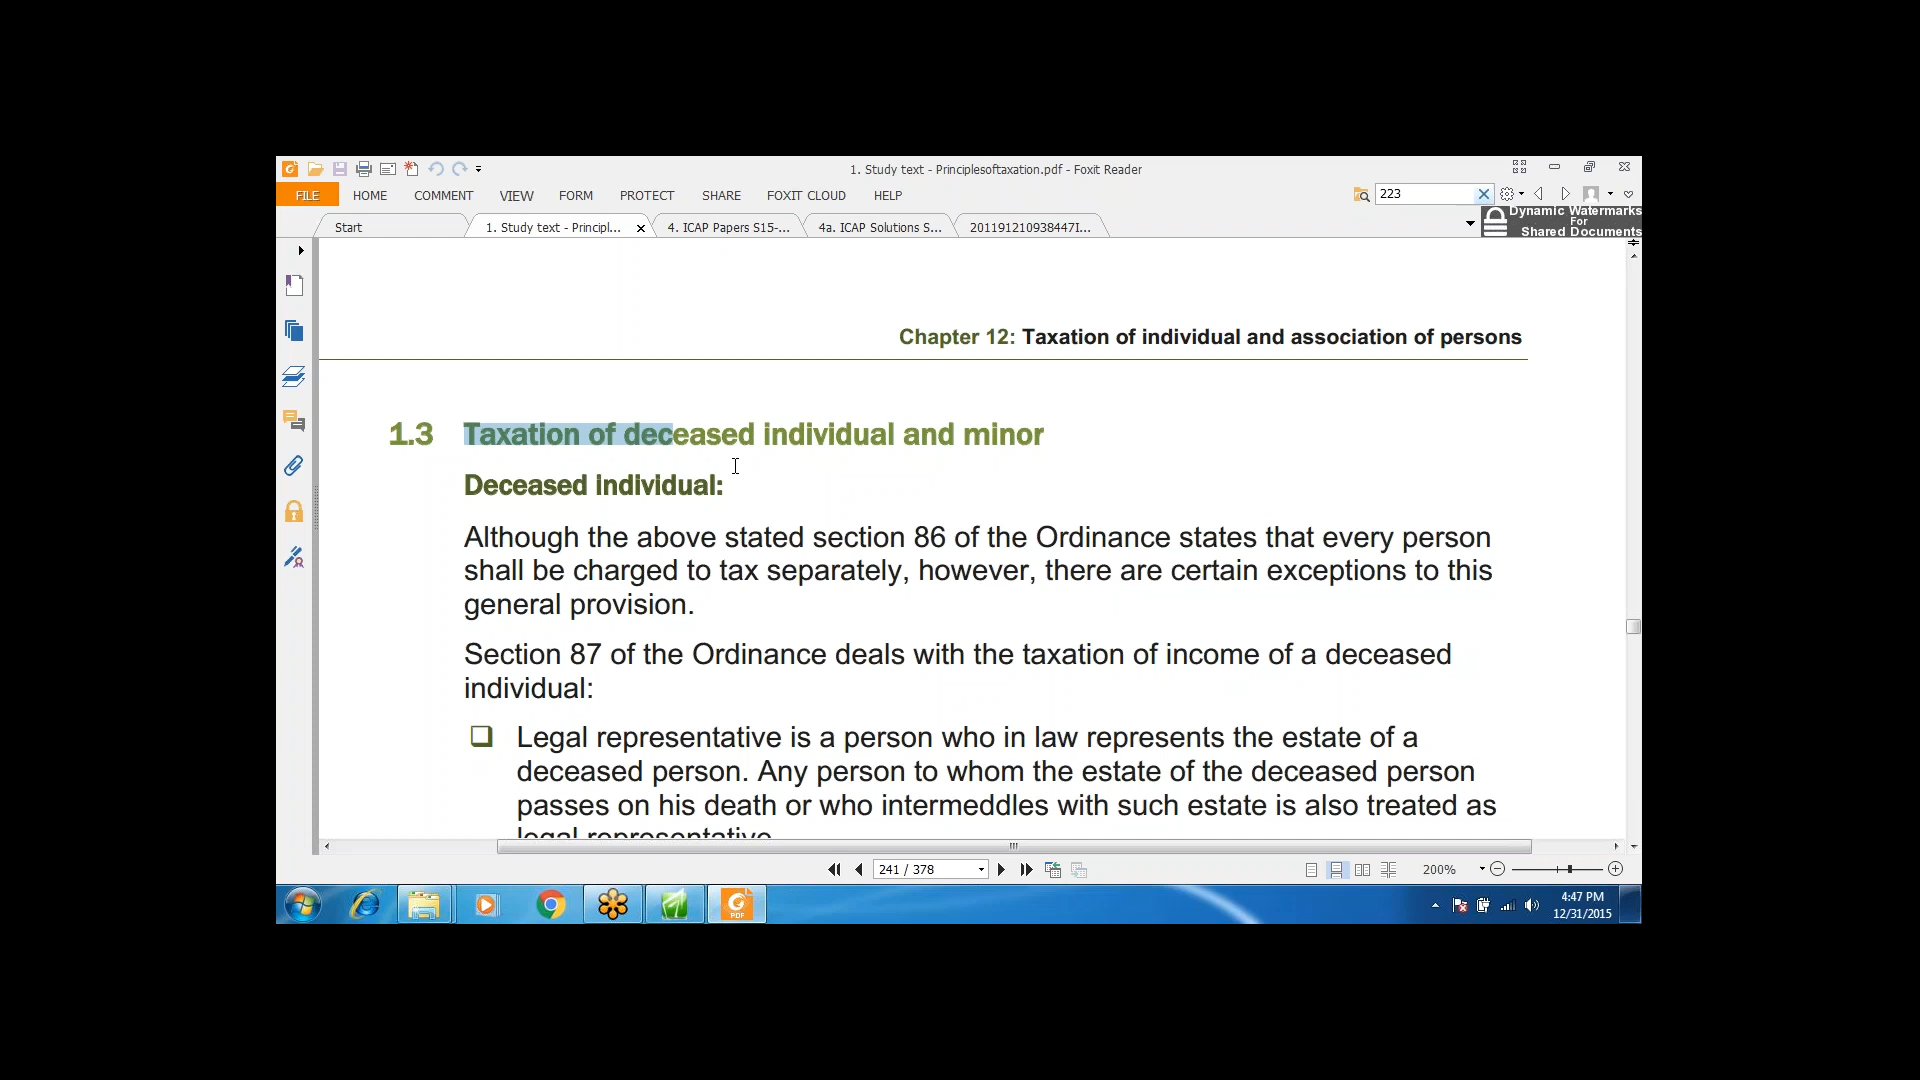 1. Study text - Principlesoftaxation.pdf - Foxit Reader
FILE HOME COMMENT VIEW FORM PROTECT SHARE FOXIT CLOUD HELP 223
Start 1. Study text - Principl... 4. ICAP Papers S15-... 4a. ICAP Solutions S... 201191210938447I...
Dynamic Watermarks
For
Shared Documents
Chapter 12: Taxation of individual and association of persons
1.3 Taxation of deceased individual and minor
Deceased individual:
Although the above stated section 86 of the Ordinance states that every person
shall be charged to tax separately, however, there are certain exceptions to this
general provision.
Section 87 of the Ordinance deals with the taxation of income of a deceased
individual:
Legal representative is a person who in law represents the estate of a
deceased person. Any person to whom the estate of the deceased person
passes on his death or who intermeddles with such estate is also treated as
legal representative
241 / 378 200%
PDF
4:47 PM
12/31/2015